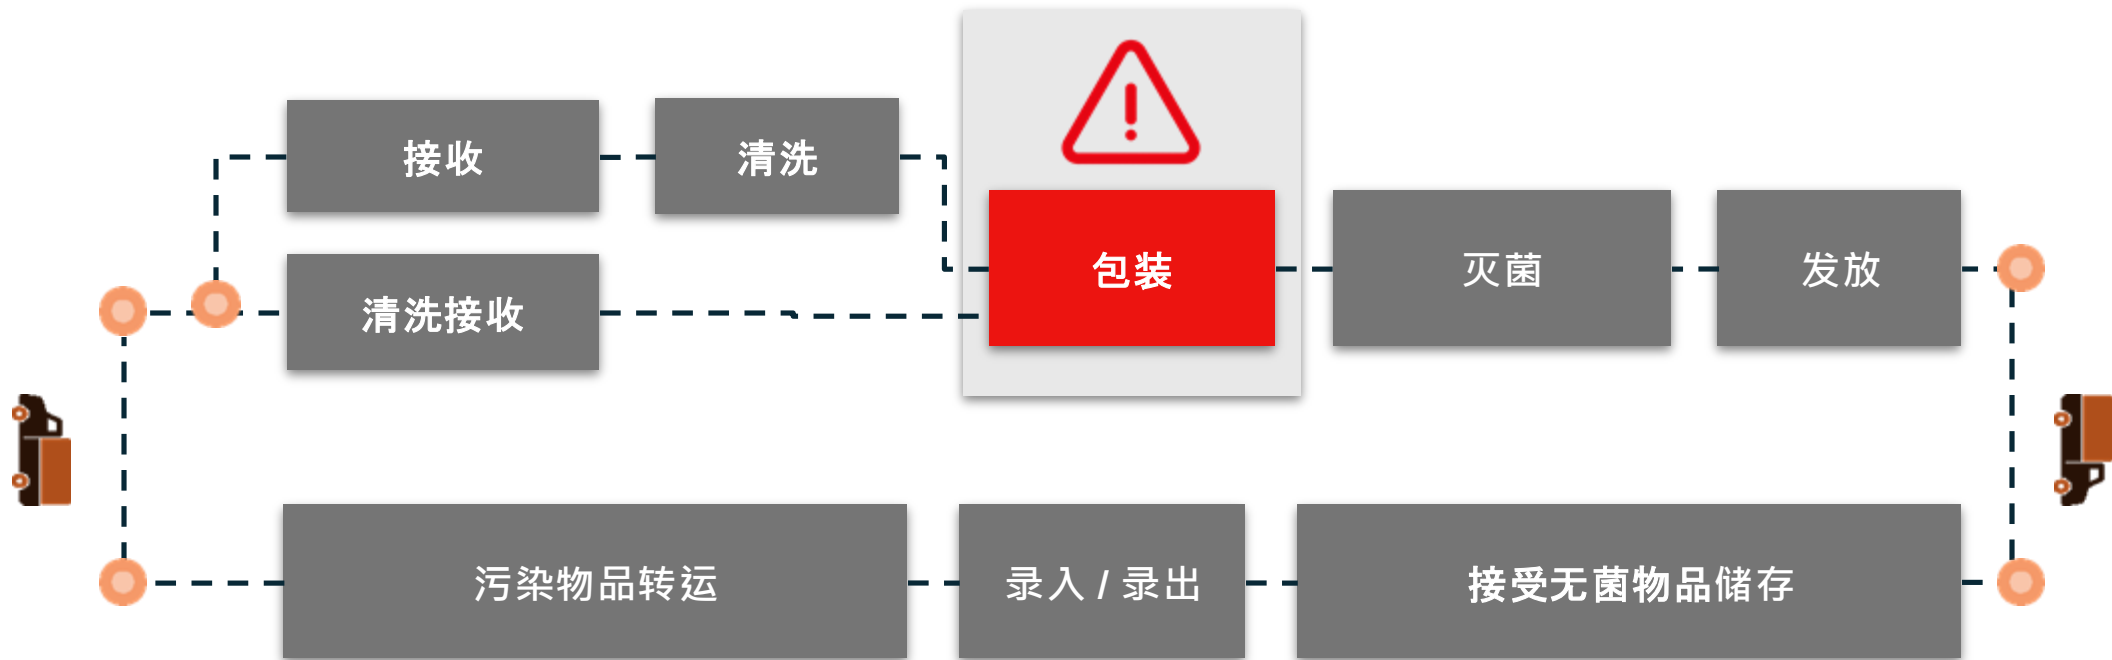 接收
清洗
清洗接收
包装
灭菌
发放
污染物品转运
录入 / 录出
接受无菌物品储存